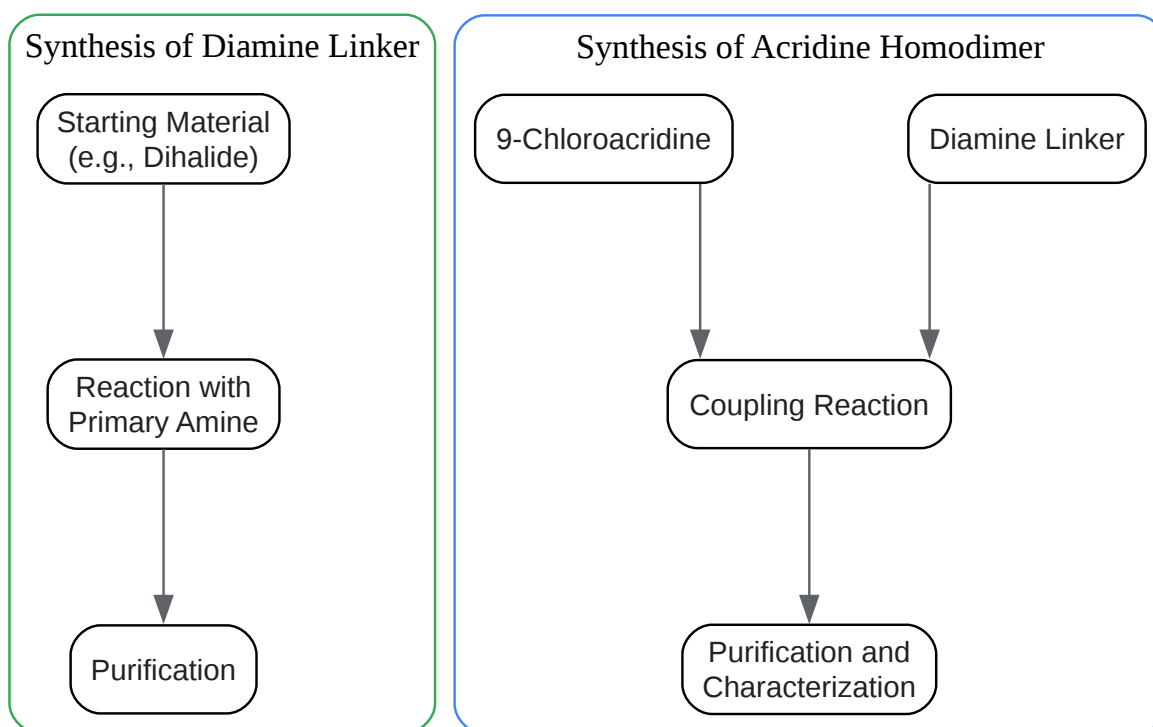 Synthesis of Diamine Linker
Starting Material
(e.g., Dihalide)
Reaction with
Primary Amine
Purification
Synthesis of Acridine Homodimer
9-Chloroacridine
Diamine Linker
Coupling Reaction
Purification and
Characterization